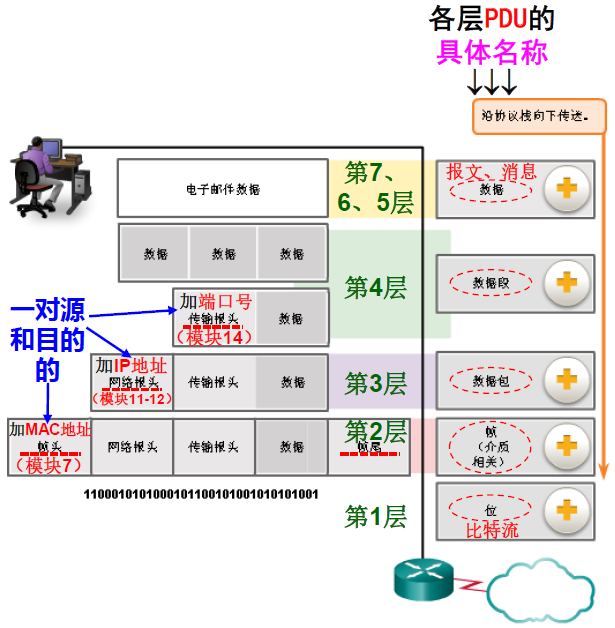 各层PDU的
具体名称
↓↓↓
沿协议栈向下传送。
电子邮件数据
第7、
6、5层
报文、消息
数据
数据 数据 数据
第4层
数据段
一对源
和目的
的
加端口号
传输报头
(模块14)
数据
加IP地址
网络报头
(模块11-12)
传输报头
数据
第3层
数据包
加MAC地址
帧头
(模块7)
网络报头
传输报头
数据
帧尾
第2层
帧
(介质
相关)
1100010101000101100101001010101001
第1层
位
比特流